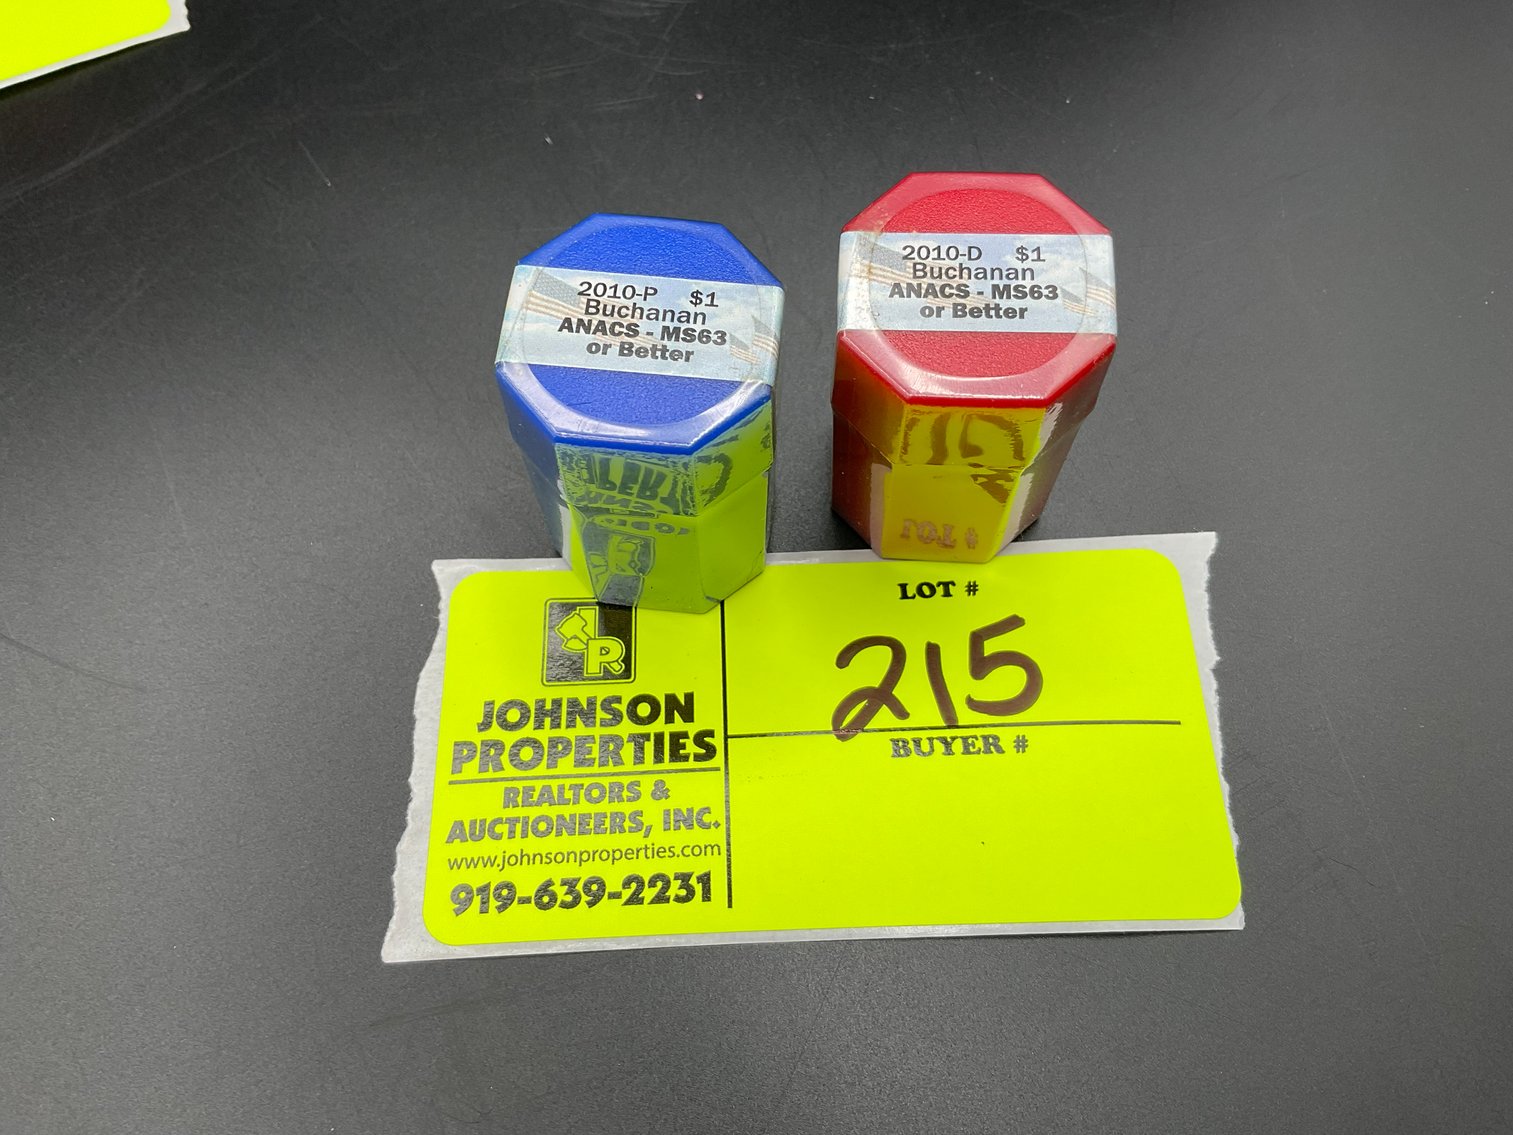 2010-P $1
Buchanan
ANACS - MS63
or Better
2010-D $1
Buchanan
ANACS - MS63
or Better
JR
JOHNSON
PROPERTIES
REALTORS &
AUCTIONEERS, INC.
www.johnsonproperties.com
919-639-2231
LOT #
215
BUYER #